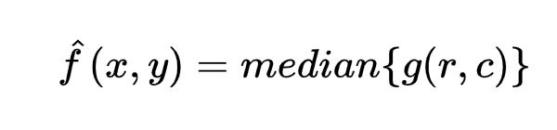 f̂ (x, y) = median{g(r, c)}